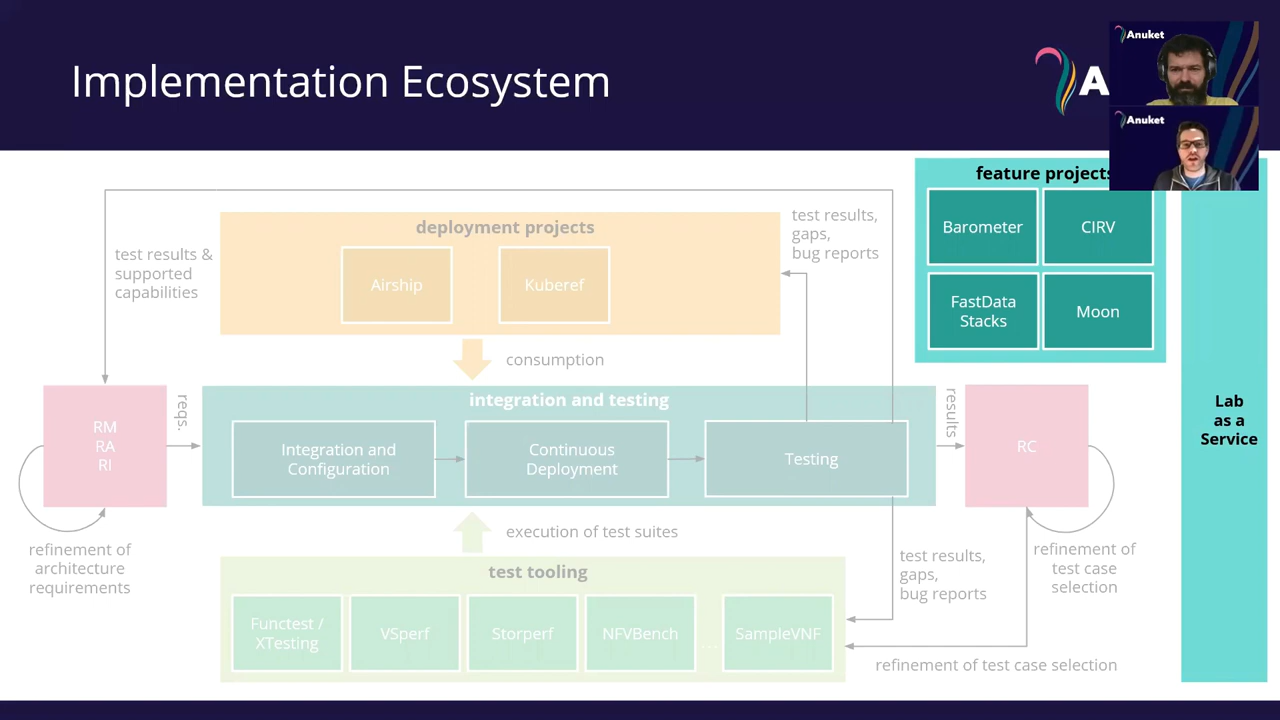 Implementation Ecosystem
A
Anuket
Anuket
feature projects
Barometer
CIRV
FastData
Stacks
Moon
Lab
as a
Service
deployment projects
Airship
Kuberef
test results &
supported
capabilities
test results,
gaps,
bug reports
consumption
RM
RA
RI
reqs.
integration and testing
Integration and
Configuration
Continuous
Deployment
Testing
results
RC
refinement of
architecture
requirements
execution of test suites
test results,
gaps,
bug reports
refinement of
test case
selection
test tooling
Functest /
XTesting
VSperf
Storperf
NFVBench
...
SampleVNF
refinement of test case selection